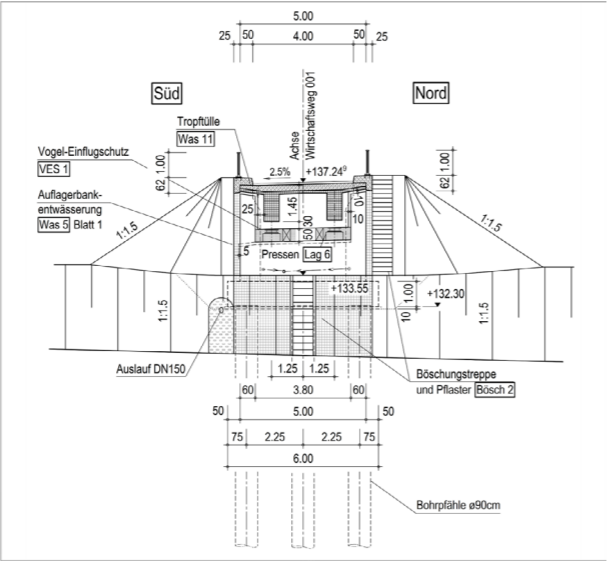 5.00
25 50 4.00 50 25
Süd
Nord
Achse
Wirtschaftsweg 001
Tropftülle
Was 11
Vogel-Einflugschutz
VES 1
Auflagerbank-
entwässerung
Was 5 Blatt 1
62 1.00
2.5%
+137.24⁹
62 1.00
1:1.5
1:1.5
25
1.45
10
10
50 30
5
Pressen Lag 6
+133.55
1.00
10
+132.30
1:1.5
1:1.5
Auslauf DN150
1.25 1.25
Böschungstreppe
und Pflaster Bösch 2
60 3.80 60
50 5.00 50
75 2.25 2.25 75
6.00
Bohrpfähle ø90cm